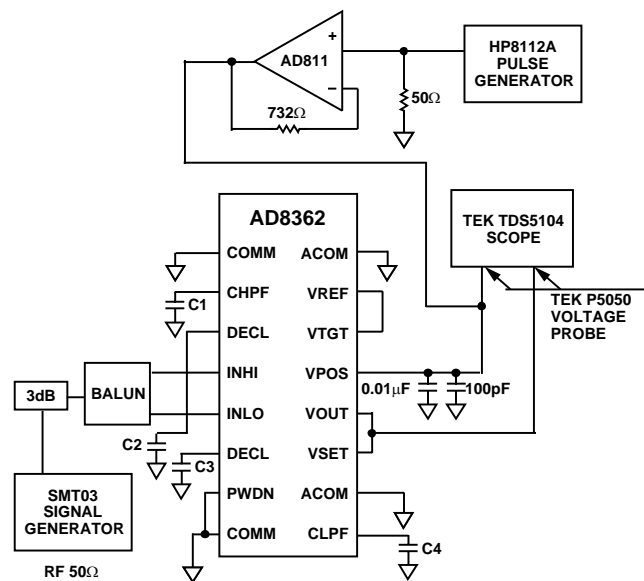 HP8112A
PULSE
GENERATOR
+
AD811
−
50Ω
732Ω
AD8362
TEK TDS5104
SCOPE
TEK P5050
VOLTAGE
PROBE
COMM
ACOM
CHPF
C1
VREF
DECL
VTGT
INHI
VPOS
0.01μF
100pF
3dB
BALUN
INLO
VOUT
C2
DECL
C3
VSET
SMT03
SIGNAL
GENERATOR
PWDN
ACOM
COMM
CLPF
C4
RF 50Ω